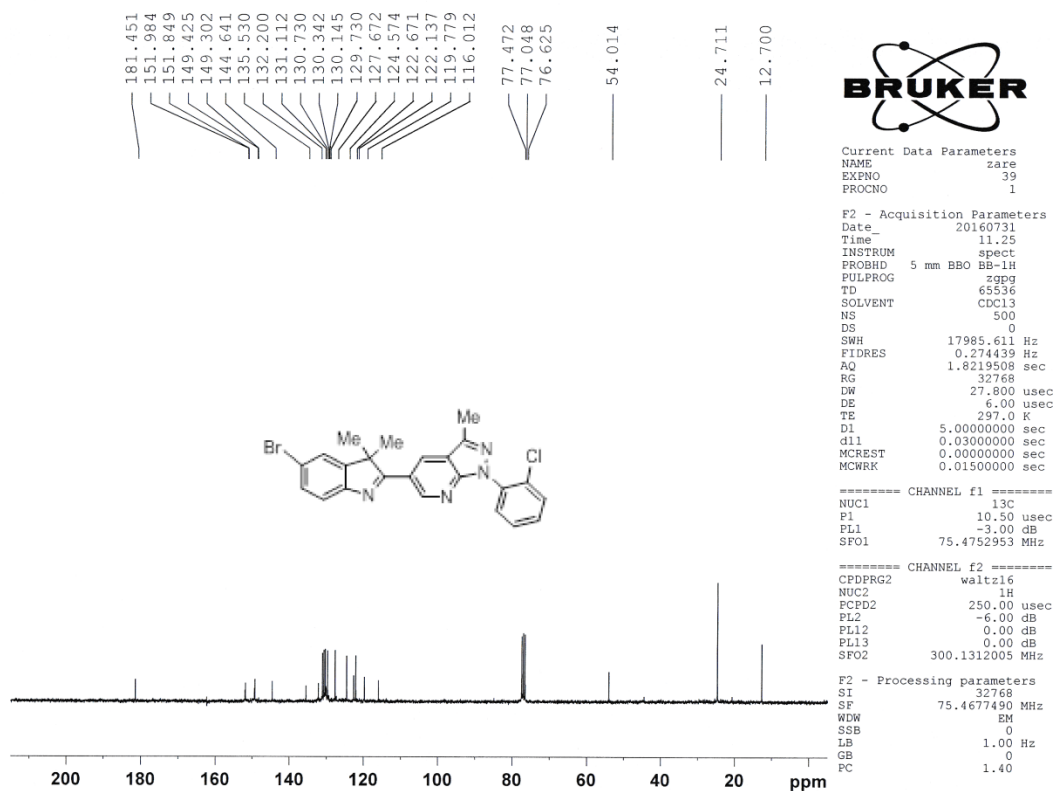 181.451
151.984
151.849
149.425
149.302
144.641
135.530
132.200
131.112
130.730
130.342
130.145
129.730
127.672
124.574
122.671
122.137
119.779
116.012
77.472
77.048
76.625
54.014
24.711
12.700
BRUKER
Current Data Parameters
NAME zare
EXPNO 39
PROCNO 1
F2 - Acquisition Parameters
Date_ 20160731
Time 11.25
INSTRUM spect
PROBHD 5 mm BBO BB-1H
PULPROG zgpg
TD 65536
SOLVENT CDCl3
NS 500
DS 0
SWH 17985.611 Hz
FIDRES 0.274439 Hz
AQ 1.8219508 sec
RG 32768
DW 27.800 usec
DE 6.00 usec
TE 297.0 K
D1 5.00000000 sec
d11 0.03000000 sec
MCREST 0.00000000 sec
MCWRK 0.01500000 sec
======== CHANNEL f1 ========
NUC1 13C
P1 10.50 usec
PL1 -3.00 dB
SFO1 75.4752953 MHz
======== CHANNEL f2 ========
CPDPRG2 waltz16
NUC2 1H
PCPD2 250.00 usec
PL2 -6.00 dB
PL12 0.00 dB
PL13 0.00 dB
SFO2 300.1312005 MHz
F2 - Processing parameters
SI 32768
SF 75.4677490 MHz
WDW EM
SSB 0
LB 1.00 Hz
GB 0
PC 1.40
Me
Br
Me
Me
N
N
Cl
N
N
200 180 160 140 120 100 80 60 40 20 ppm